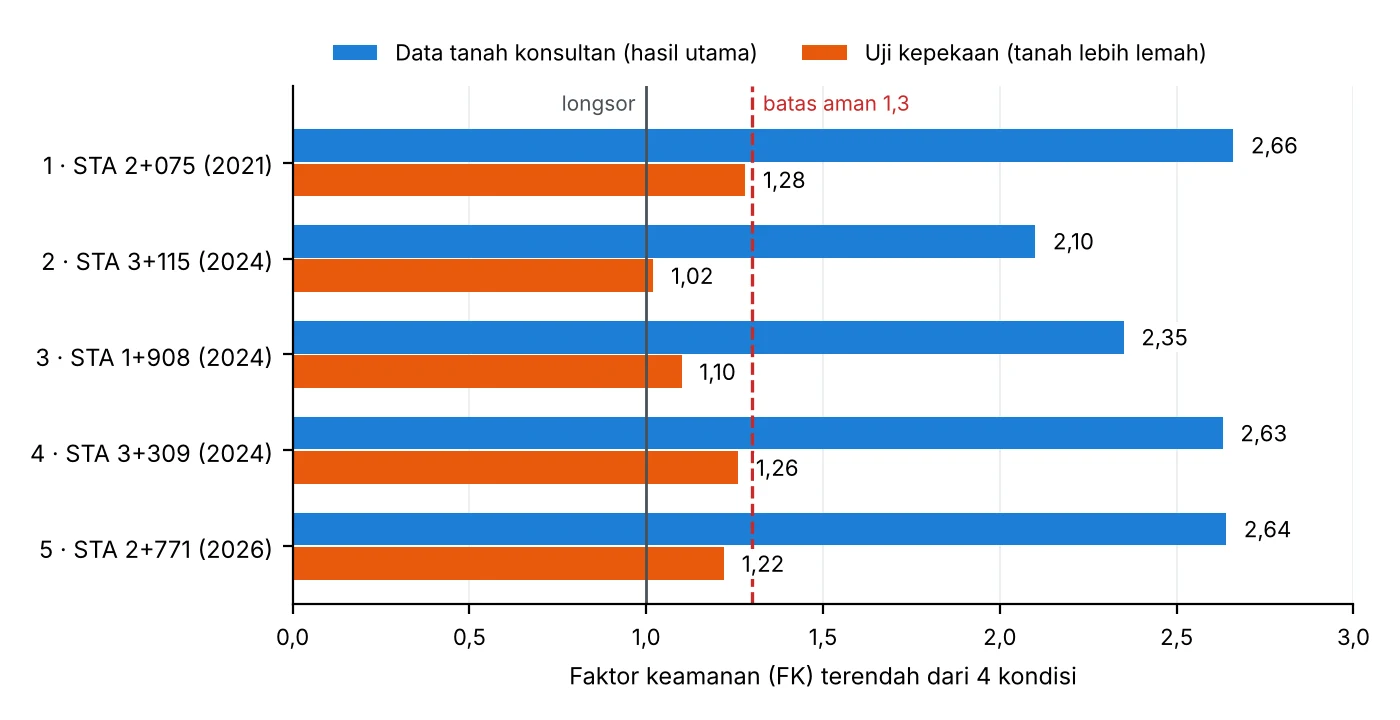 Data tanah konsultan (hasil utama) Uji kepekaan (tanah lebih lemah)
longsor batas aman 1,3
1 · STA 2+075 (2021) 2,66
1,28
2 · STA 3+115 (2024) 2,10
1,02
3 · STA 1+908 (2024) 2,35
1,10
4 · STA 3+309 (2024) 2,63
1,26
5 · STA 2+771 (2026) 2,64
1,22
0,0 0,5 1,0 1,5 2,0 2,5 3,0
Faktor keamanan (FK) terendah dari 4 kondisi